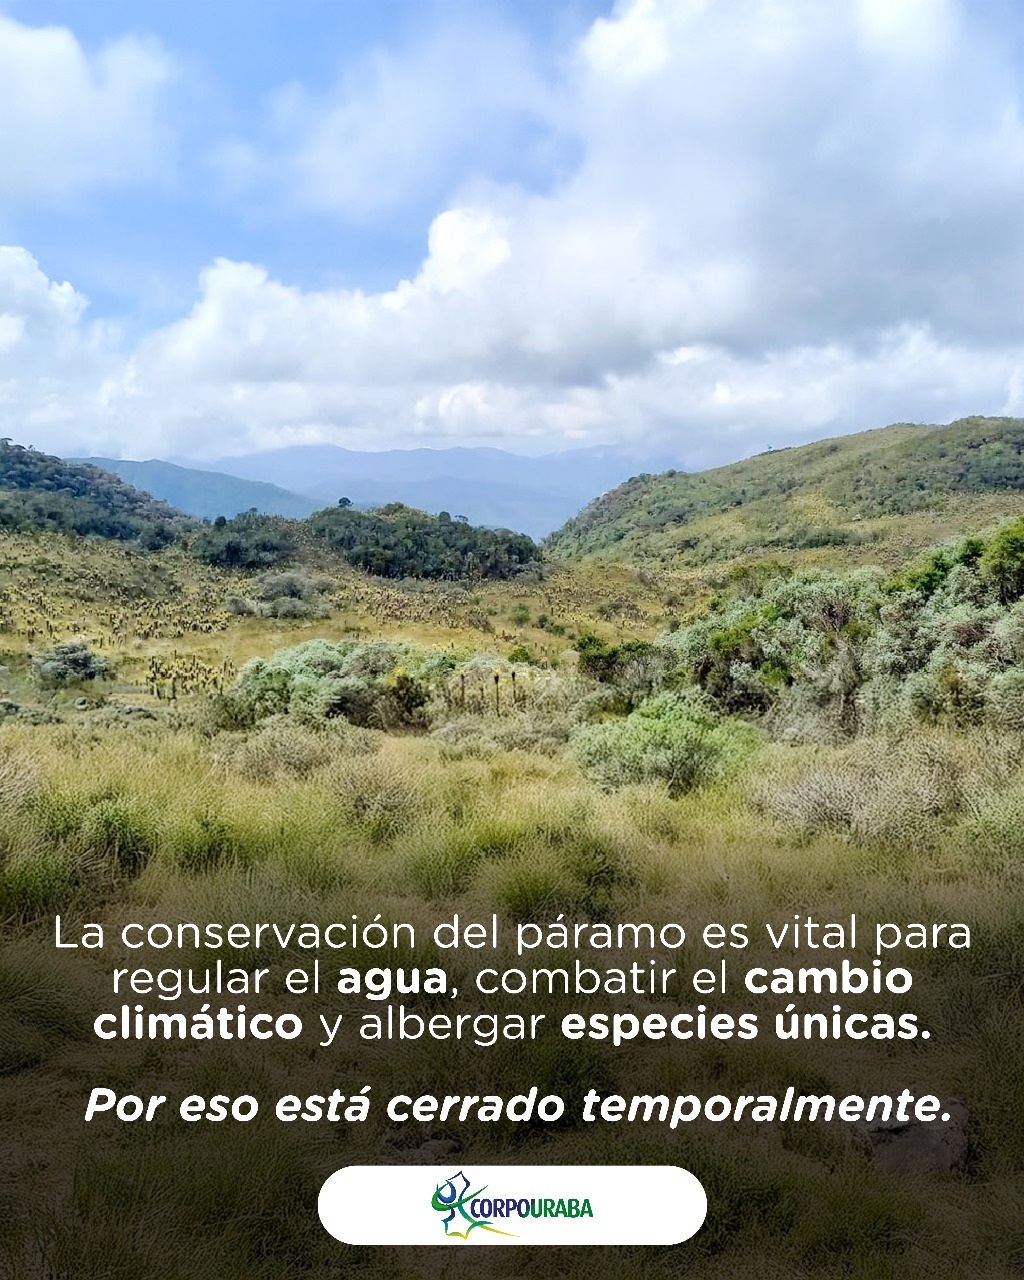 La conservación del páramo es vital para
regular el agua, combatir el cambio
climático y albergar especies únicas.
Por eso está cerrado temporalmente.
CORPOURABA